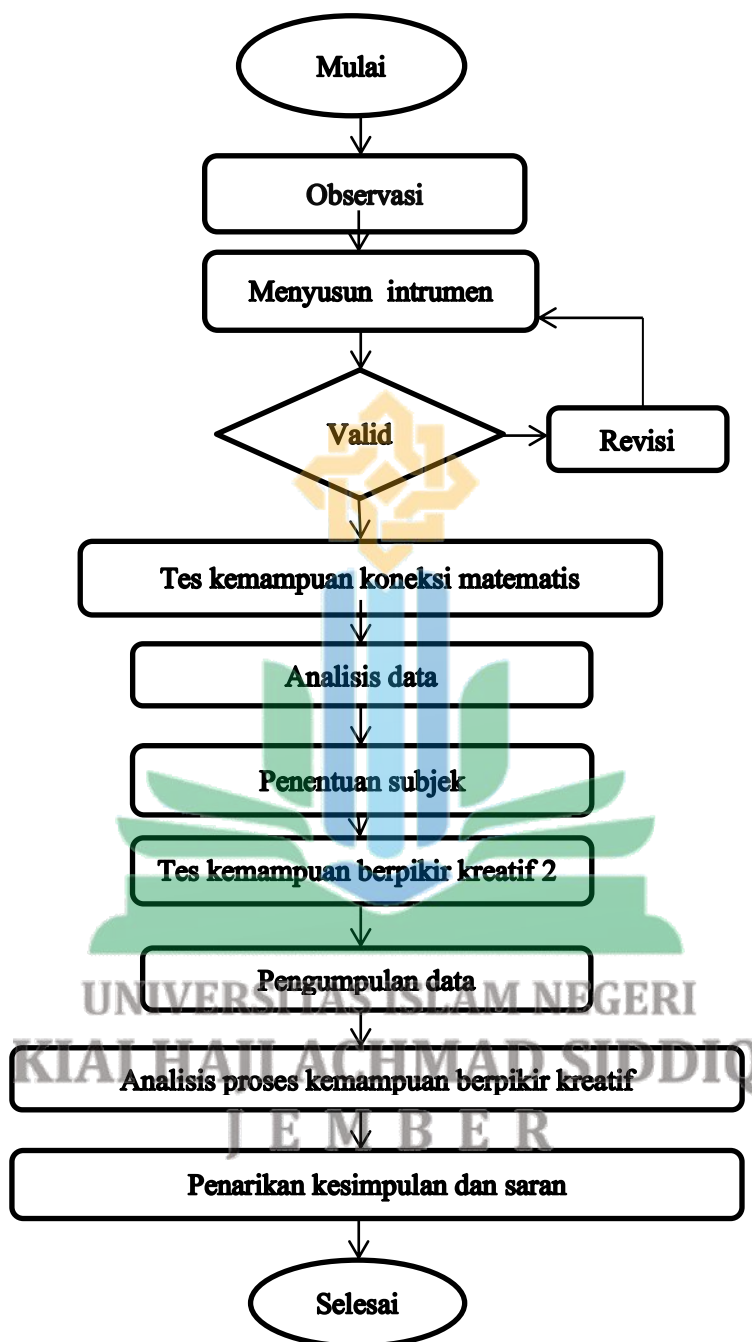 Mulai
Observasi
Menyusun intrumen
Valid
Revisi
Tes kemampuan koneksi matematis
Analisis data
Penentuan subjek
Tes kemampuan berpikir kreatif 2
Pengumpulan data
UNIVERSITAS ISLAM NEGERI
KIAI HAJI ACHMAD SIDDIQ
Analisis proses kemampuan berpikir kreatif
J E M B E R
Penarikan kesimpulan dan saran
Selesai